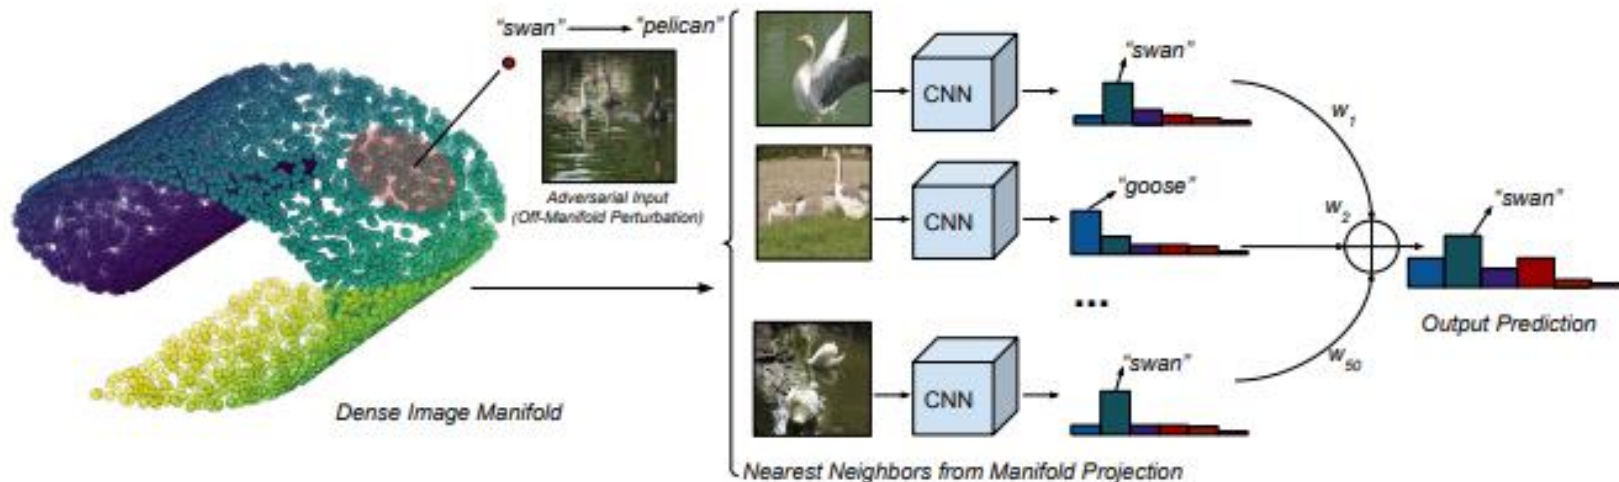 “swan” “pelican”
Adversarial Input
(Off-Manifold Perturbation)
Dense Image Manifold
CNN
“swan”
w1
CNN
“goose”
w2
...
CNN
“swan”
w50
“swan”
Output Prediction
Nearest Neighbors from Manifold Projection